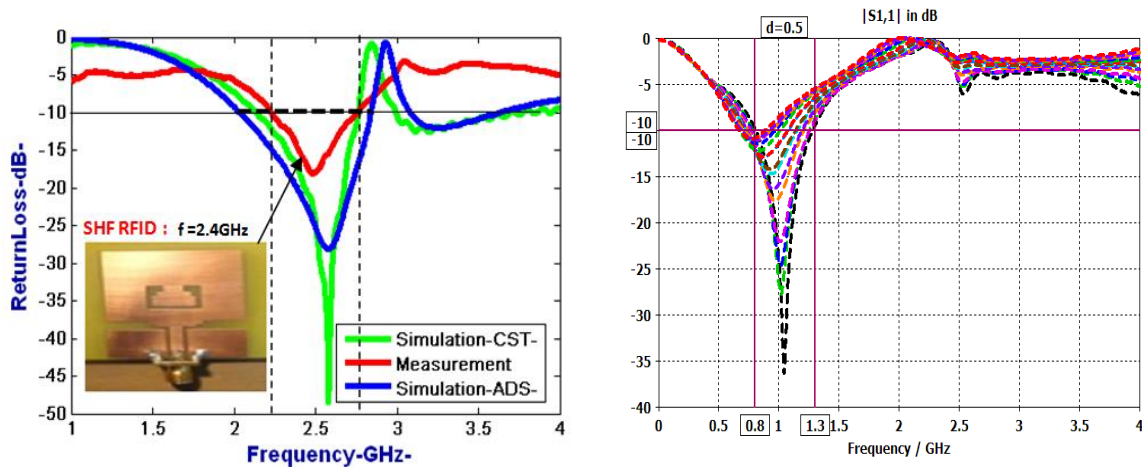 0
-5
-10
-15
-20
-25
-30
-35
-40
-45
-50
ReturnLoss-dB-
SHF RFID : f =2.4GHz
Simulation-CST-
Measurement
Simulation-ADS-
1 1.5 2 2.5 3 3.5 4
Frequency-GHz-
|S1,1| in dB
d=0.5
0
-5
-10
-10
-15
-20
-25
-30
-35
-40
0 0.5 0.8 1 1.3 1.5 2 2.5 3 3.5 4
Frequency / GHz